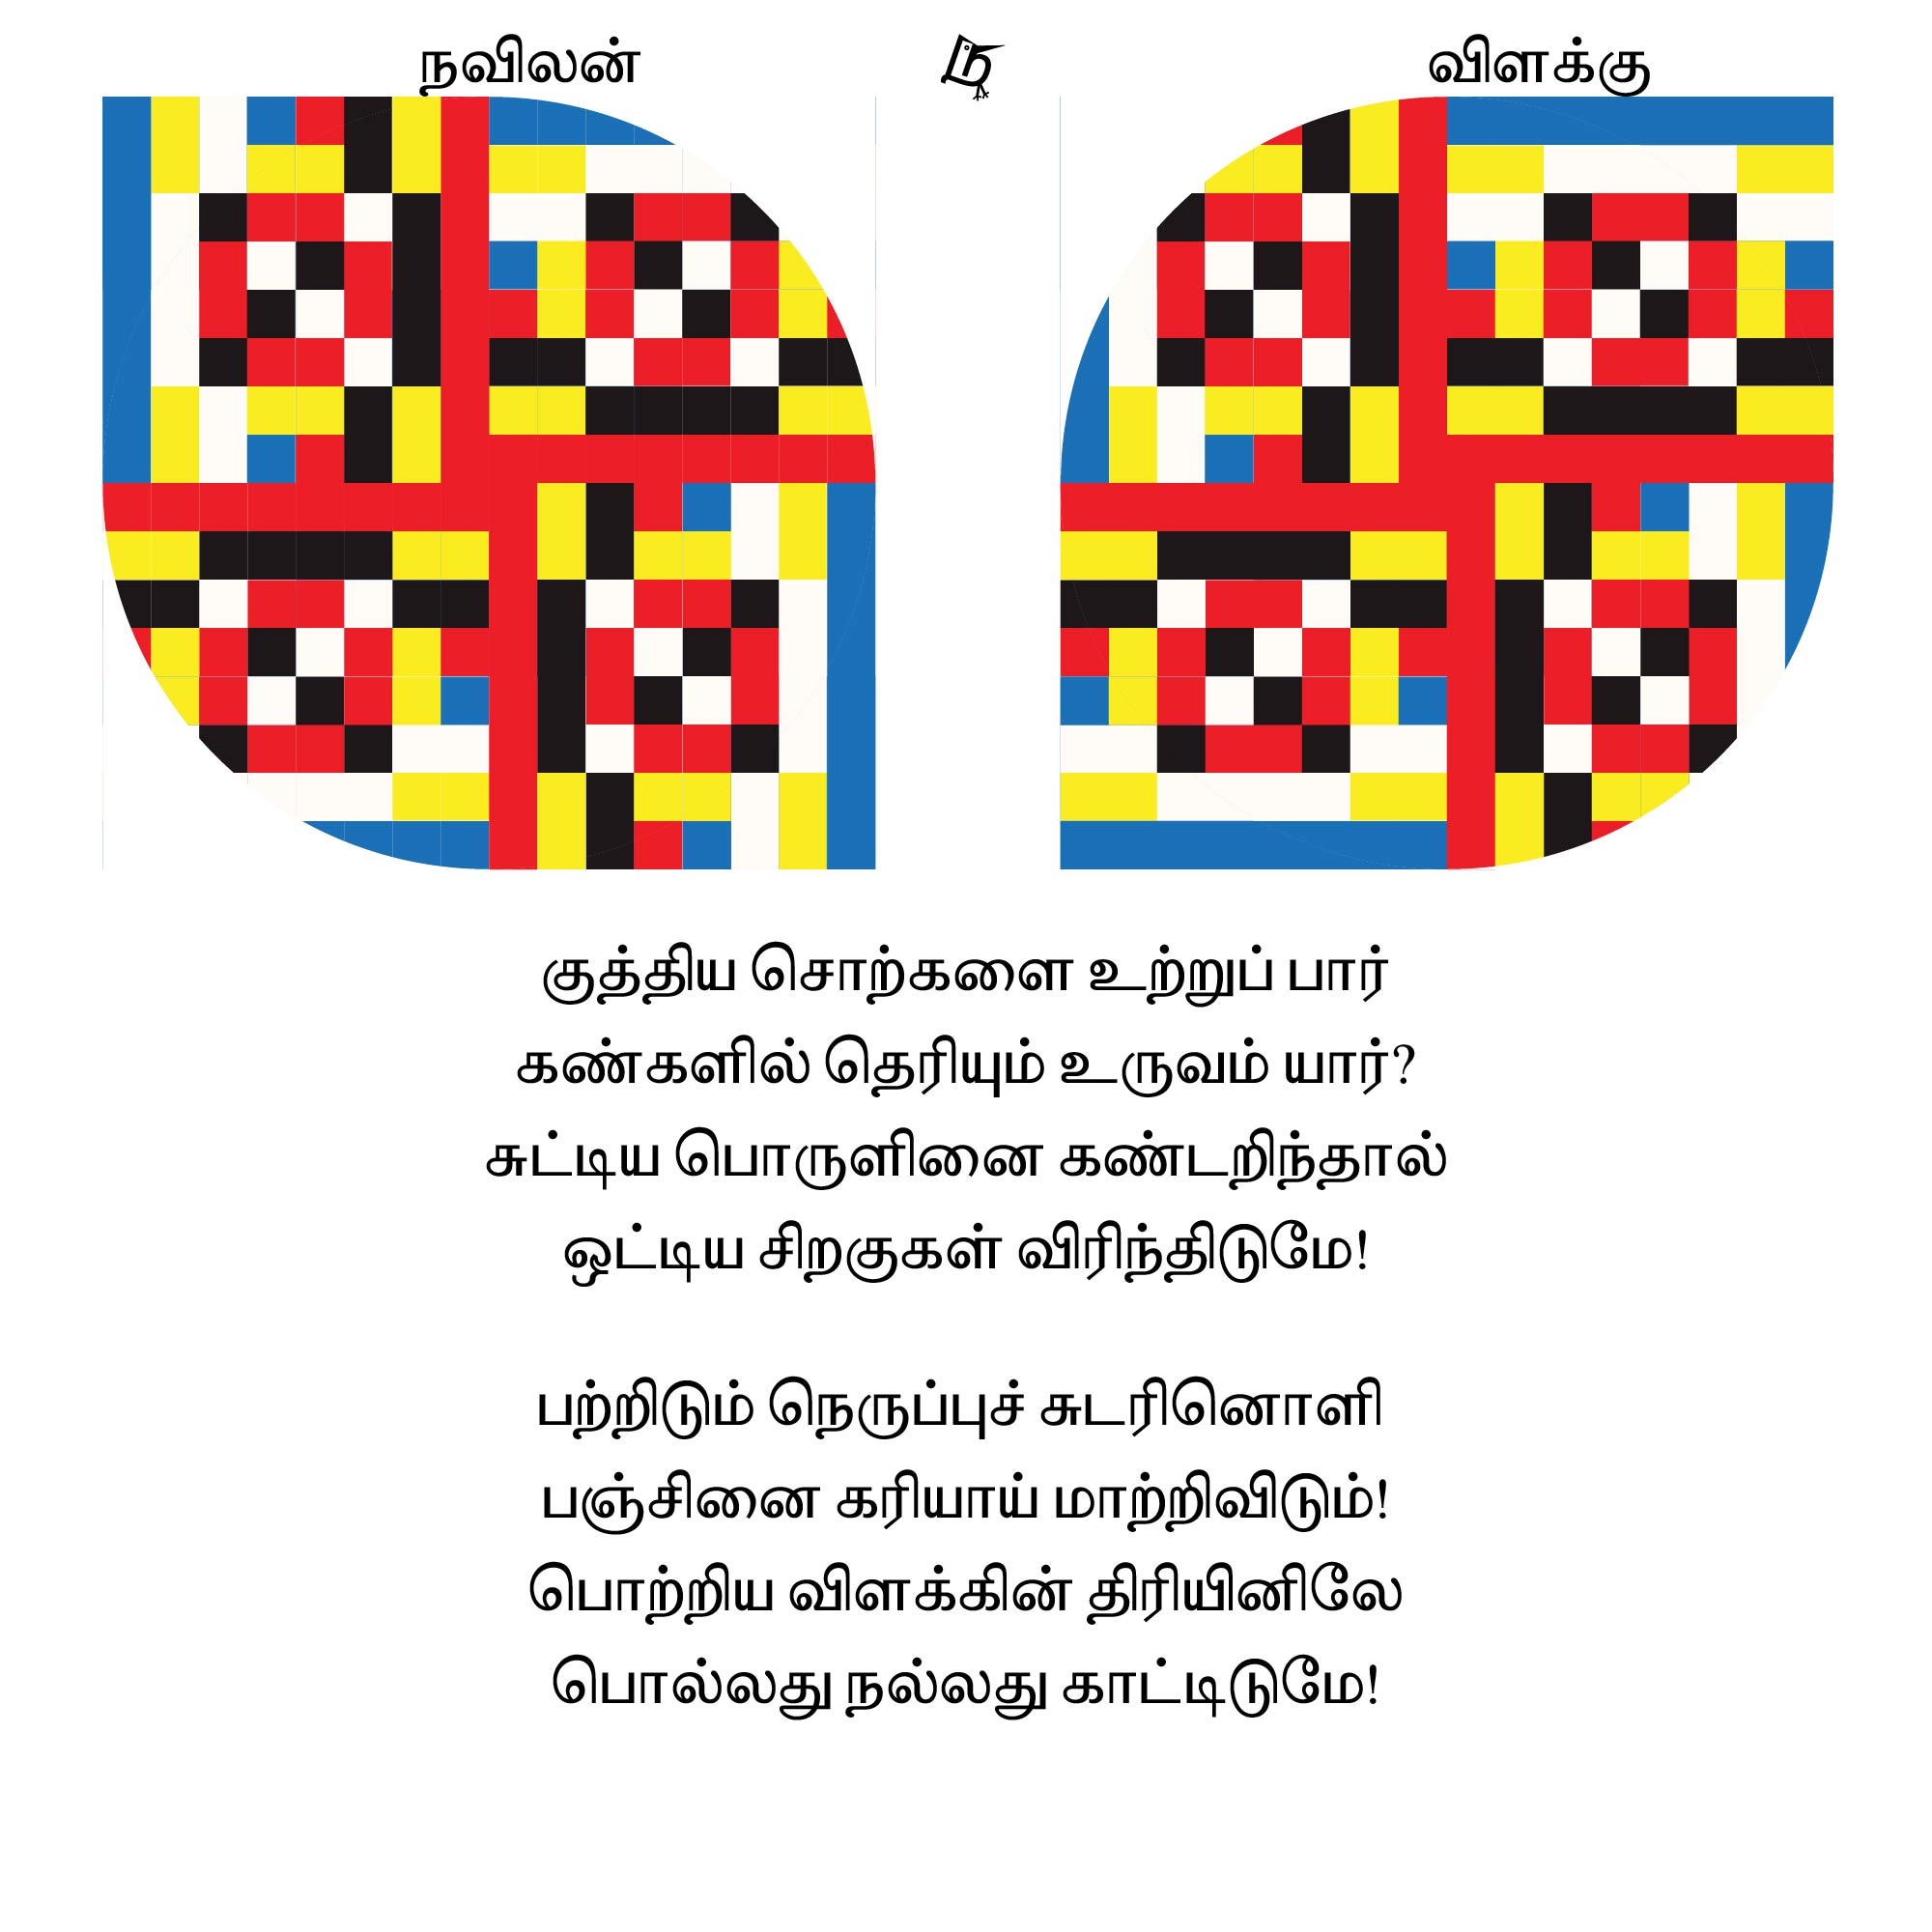 நவிலன்
விளக்கு
குத்திய சொற்களை உற்றுப் பார்
கண்களில் தெரியும் உருவம் யார்?
சுட்டிய பொருளினை கண்டறிந்தால்
ஒட்டிய சிறகுகள் விரிந்திடுமே!
பற்றிடும் நெருப்புச் சுடரினொளி
பஞ்சினை கரியாய் மாற்றிவிடும்!
பொற்றிய விளக்கின் திரியினிலே
பொல்லது நல்லது காட்டிடுமே!